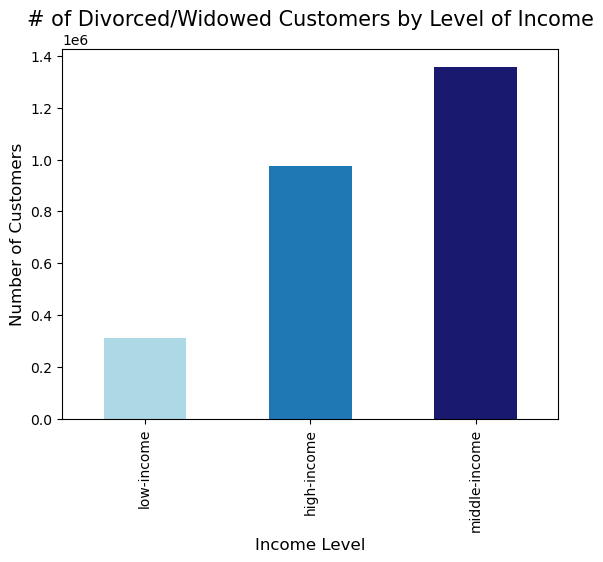 # of Divorced/Widowed Customers by Level of Income
1e6
1.4
1.2
1.0
0.8
0.6
0.4
0.2
0.0
Number of Customers
low-income
high-income
middle-income
Income Level